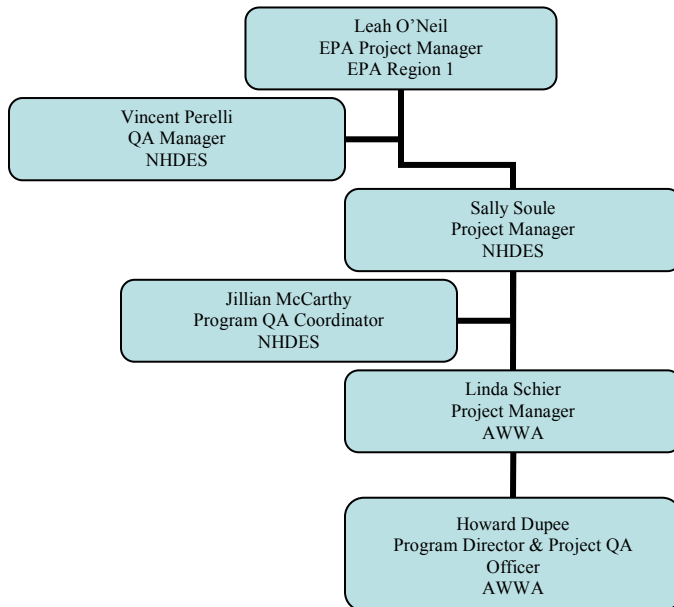 Leah O’Neil
EPA Project Manager
EPA Region 1
Vincent Perelli
QA Manager
NHDES
Sally Soule
Project Manager
NHDES
Jillian McCarthy
Program QA Coordinator
NHDES
Linda Schier
Project Manager
AWWA
Howard Dupee
Program Director & Project QA
Officer
AWWA